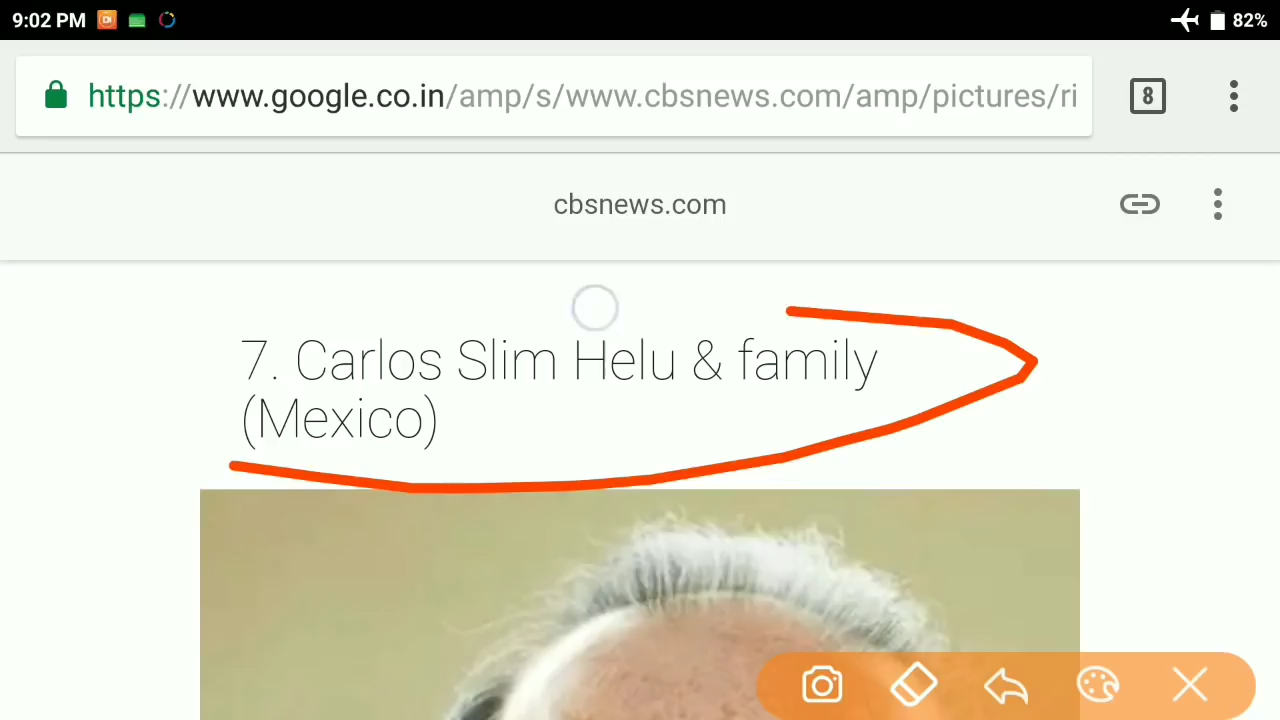 9:02 PM 82%
https://www.google.co.in/amp/s/www.cbsnews.com/amp/pictures/ri 8
cbsnews.com
7. Carlos Slim Helu & family
(Mexico)